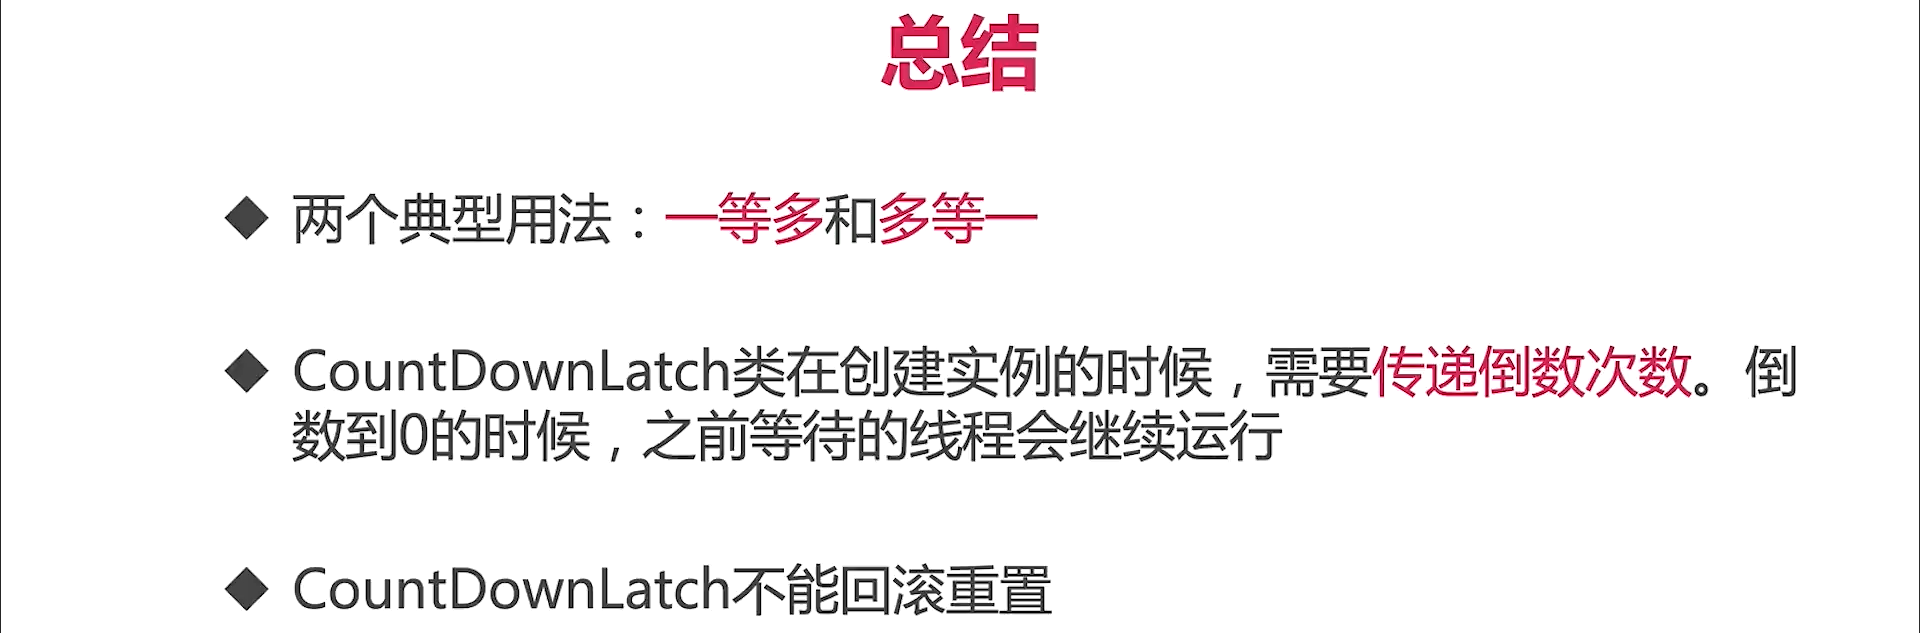 总结
◆ 两个典型用法：一等多和多等一
◆ CountDownLatch类在创建实例的时候，需要传递倒数次数。倒
数到0的时候，之前等待的线程会继续运行
◆ CountDownLatch不能回滚重置